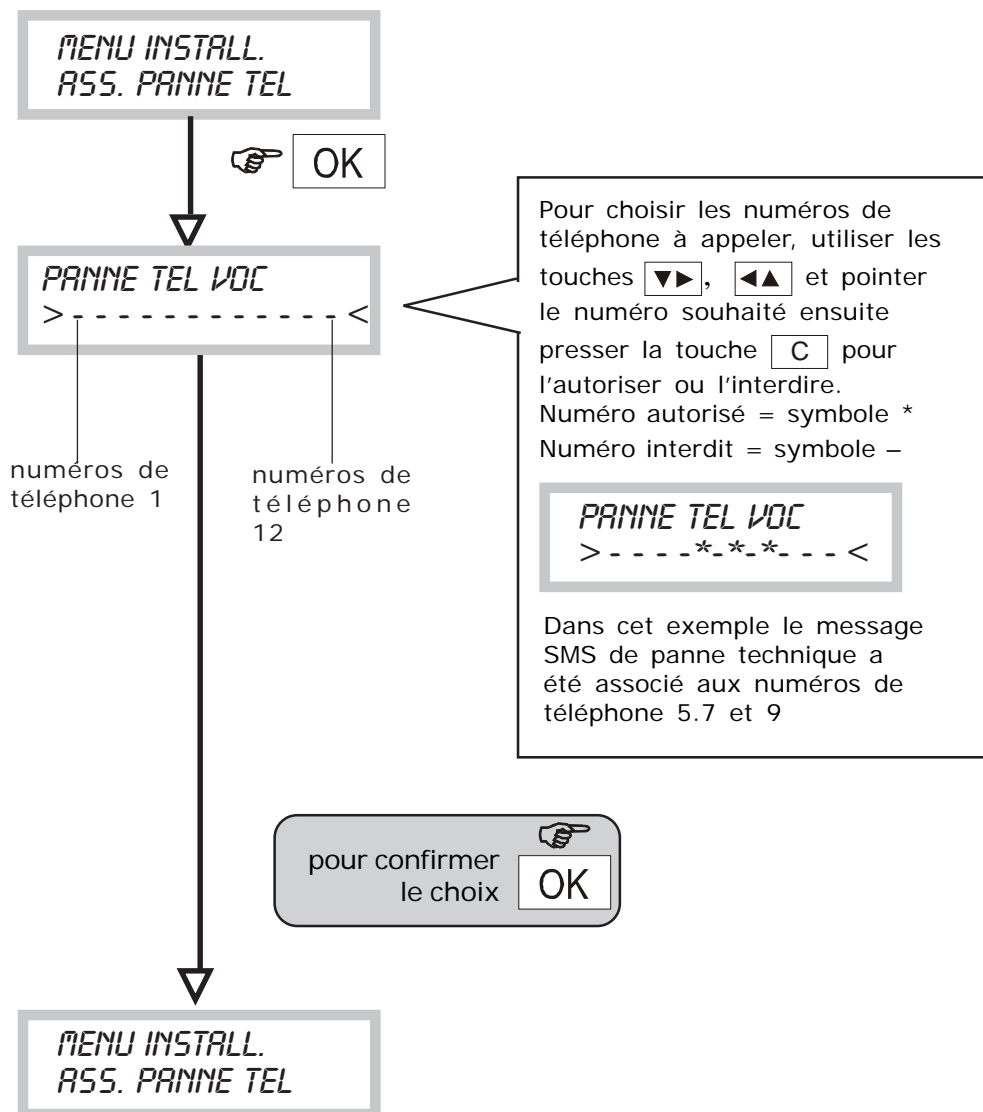 MENU INSTALL.
ASS. PANNE TEL
OK
PANNE TEL VOC
>- - - - - - - - - - - -<
numéros de
téléphone 1
numéros de
téléphone
12
Pour choisir les numéros de
téléphone à appeler, utiliser les
touches ▼▶, ◀▲ et pointer
le numéro souhaité ensuite
presser la touche C pour
l'autoriser ou l'interdire.
Numéro autorisé = symbole *
Numéro interdit = symbole –
PANNE TEL VOC
>- - - -*-*-*- - -<
Dans cet exemple le message
SMS de panne technique a
été associé aux numéros de
téléphone 5.7 et 9
pour confirmer
le choix
OK
MENU INSTALL.
ASS. PANNE TEL